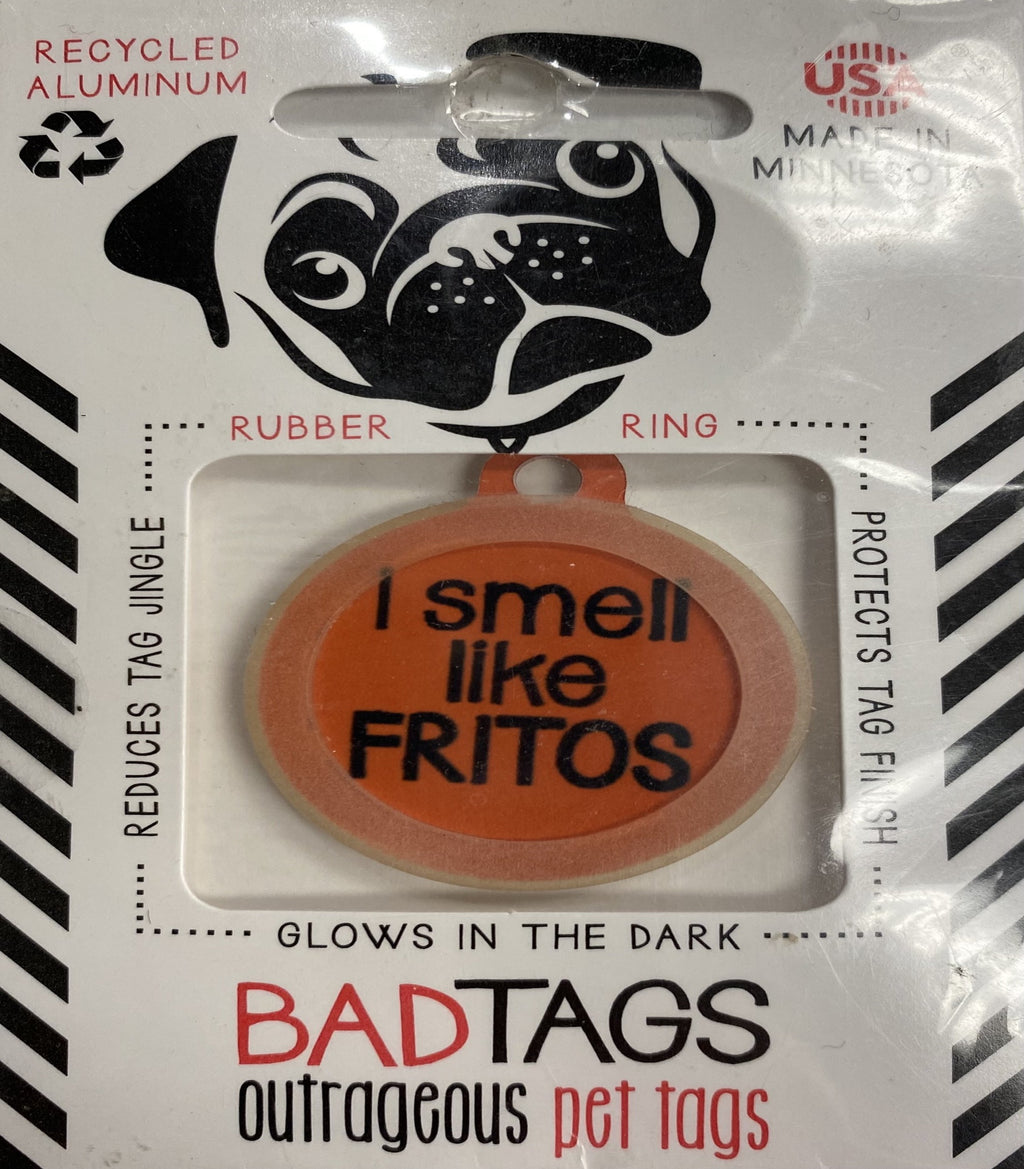 RECYCLED
ALUMINUM
USA
MADE IN
MINNESOTA
RUBBER RING
REDUCES TAG JINGLE
PROTECTS TAG FINISH
I smell
like
FRITOS
GLOWS IN THE DARK
BADTAGS
outrageous pet tags